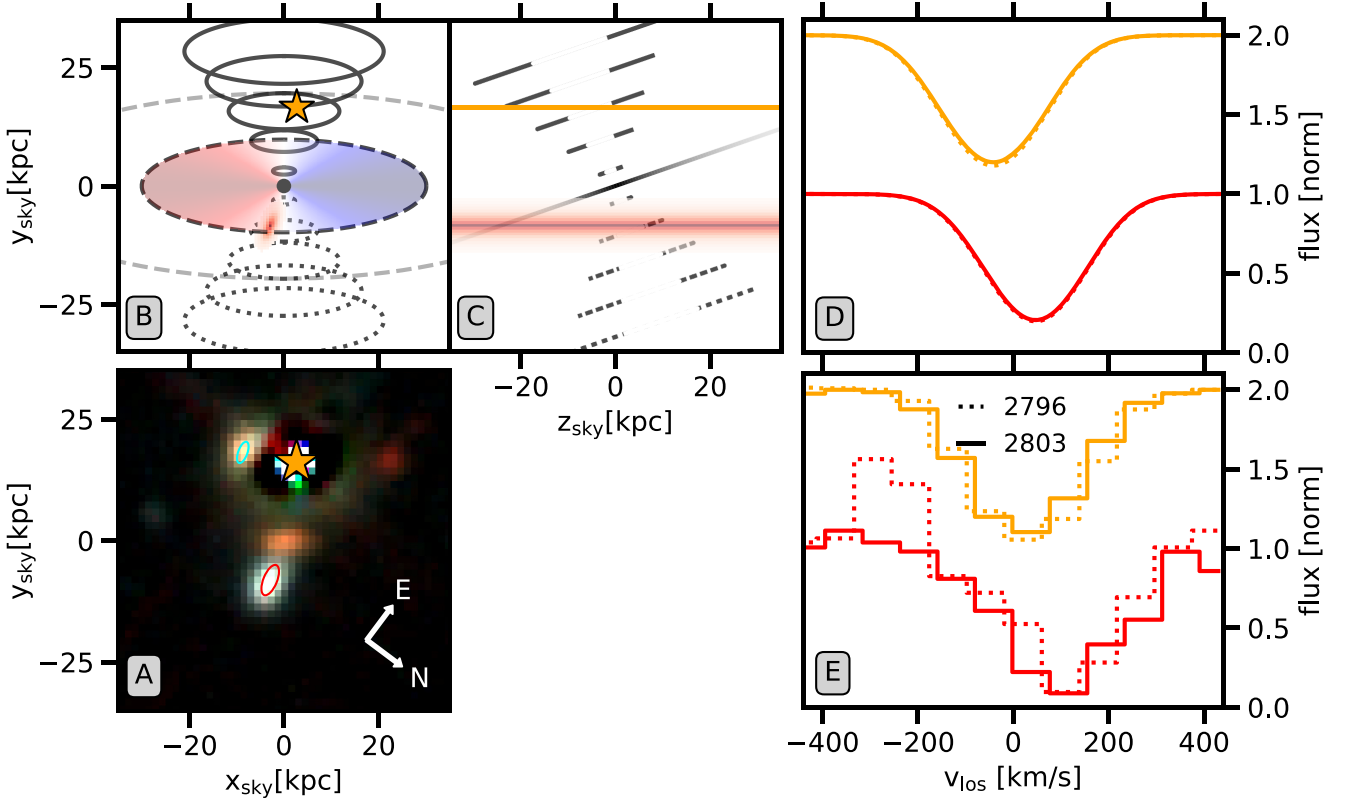 25
0
−25
y_sky[kpc]
B
C
−20
0
20
z_sky[kpc]
2.0
1.5
1.0
0.5
0.0
flux [norm]
D
25
0
−25
y_sky[kpc]
A
E
N
−20
0
20
x_sky[kpc]
2796
2803
E
2.0
1.5
1.0
0.5
0.0
flux [norm]
−400
−200
0
200
400
v_los [km/s]